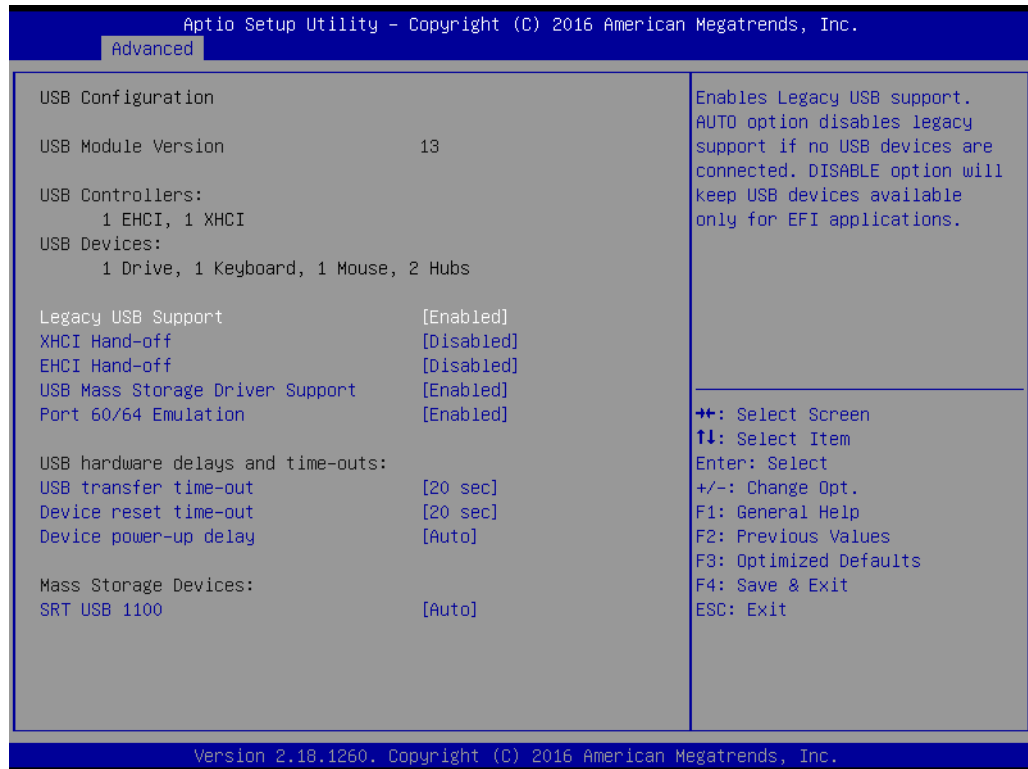 Aptio Setup Utility – Copyright (C) 2016 American Megatrends, Inc.
Advanced
USB Configuration
USB Module Version 13
USB Controllers:
1 EHCI, 1 XHCI
USB Devices:
1 Drive, 1 Keyboard, 1 Mouse, 2 Hubs
Legacy USB Support [Enabled]
XHCI Hand-off [Disabled]
EHCI Hand-off [Disabled]
USB Mass Storage Driver Support [Enabled]
Port 60/64 Emulation [Enabled]
USB hardware delays and time-outs:
USB transfer time-out [20 sec]
Device reset time-out [20 sec]
Device power-up delay [Auto]
Mass Storage Devices:
SRT USB 1100 [Auto]
Enables Legacy USB support.
AUTO option disables legacy
support if no USB devices are
connected. DISABLE option will
keep USB devices available
only for EFI applications.
→←: Select Screen
↑↓: Select Item
Enter: Select
+/-: Change Opt.
F1: General Help
F2: Previous Values
F3: Optimized Defaults
F4: Save & Exit
ESC: Exit
Version 2.18.1260. Copyright (C) 2016 American Megatrends, Inc.